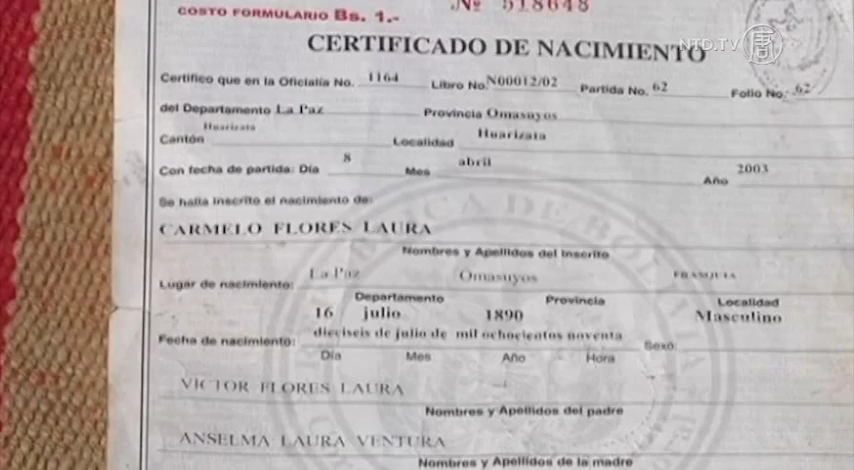 Nº 518648
COSTO FORMULARIO Bs. 1.-
CERTIFICADO DE NACIMIENTO
NTD.TV
Certifico que en la Oficialía No. 1164 Libro No. N00012/02 Partida No. 62 Folio No. 62
del Departamento La Paz Provincia Omasuyos
Cantón Huarizata Localidad Huarizata
Con fecha de partida: Día 8 Mes abril Año 2003
Se halla inscrito el nacimiento de:
CARMELO FLORES LAURA
Nombres y Apellidos del Inscrito
Lugar de nacimiento: La Paz Omasuyos
Departamento Provincia Localidad
16 julio 1890 Masculino
Fecha de nacimiento: dieciseis de julio de mil ochocientos noventa Sexo:
Día Mes Año Hora
VICTOR FLORES LAURA
Nombres y Apellidos del padre
ANSELMA LAURA VENTURA
Nombres y Apellidos de la madre